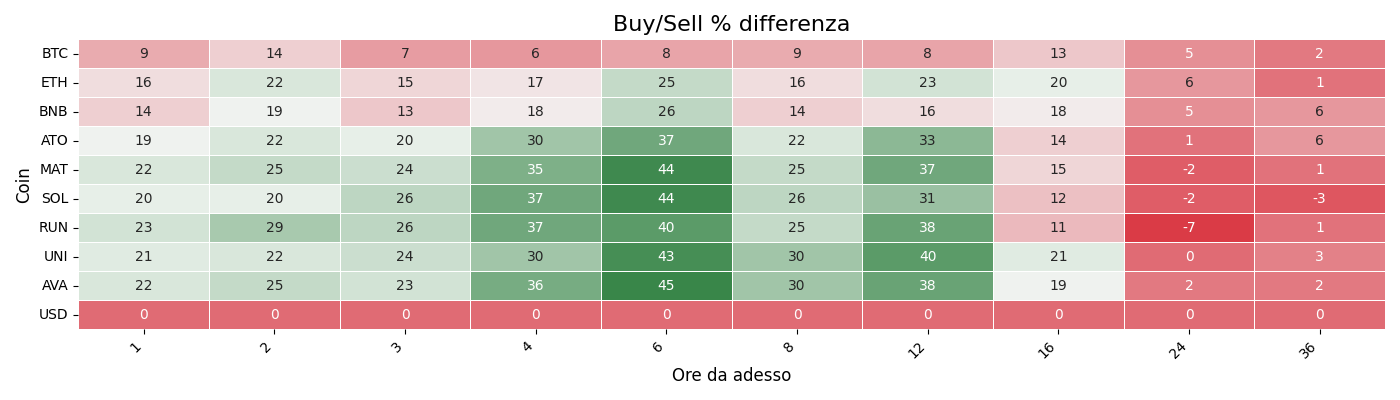 Buy/Sell % differenza
Coin
BTC 9 14 7 6 8 9 8 13 5 2
ETH 16 22 15 17 25 16 23 20 6 1
BNB 14 19 13 18 26 14 16 18 5 6
ATO 19 22 20 30 37 22 33 14 1 6
MAT 22 25 24 35 44 25 37 15 -2 1
SOL 20 20 26 37 44 26 31 12 -2 -3
RUN 23 29 26 37 40 25 38 11 -7 1
UNI 21 22 24 30 43 30 40 21 0 3
AVA 22 25 23 36 45 30 38 19 2 2
USD 0 0 0 0 0 0 0 0 0 0
1 2 3 4 6 8 12 16 24 36
Ore da adesso